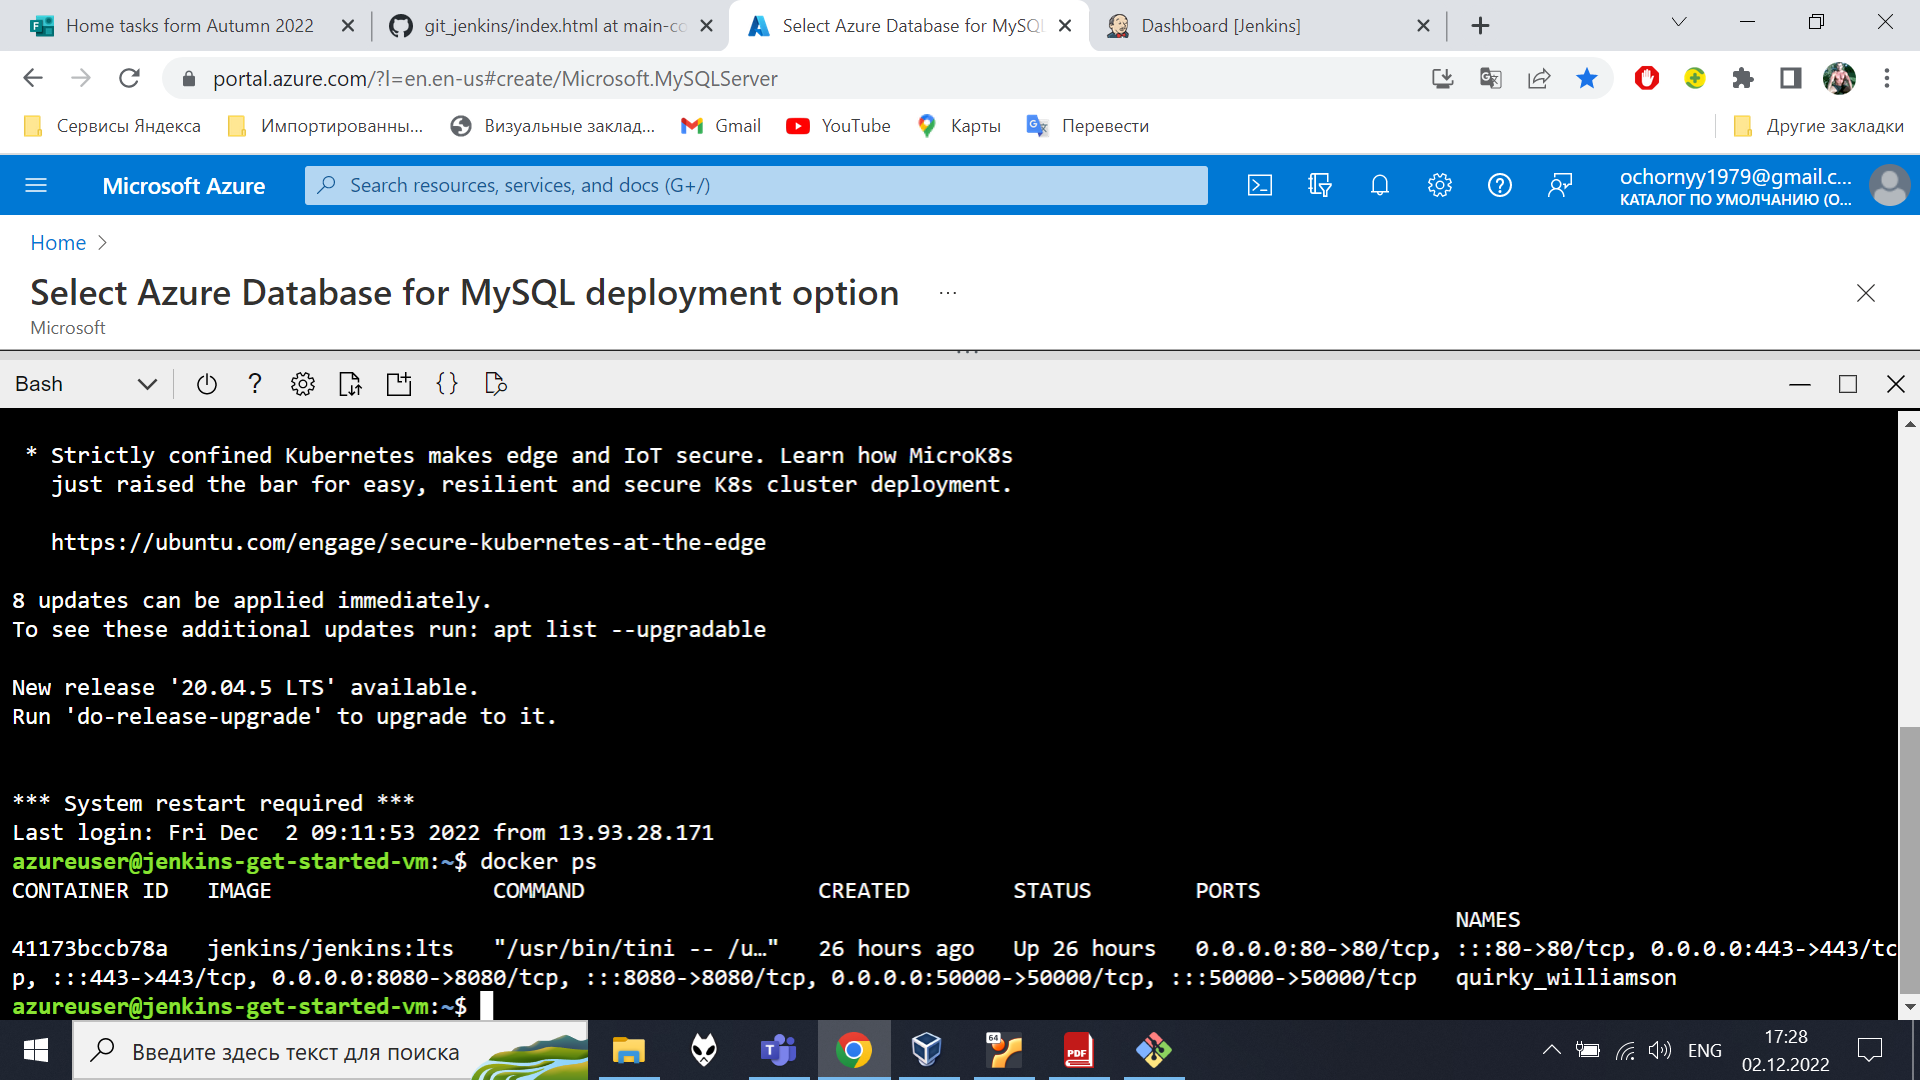 Home tasks form Autumn 2022
git_jenkins/index.html at main-co
Select Azure Database for MySQL
Dashboard [Jenkins]
portal.azure.com/?l=en.en-us#create/Microsoft.MySQLServer
Сервисы Яндекса
Импортированны...
Визуальные заклад...
Gmail
YouTube
Карты
Перевести
Другие закладки
Microsoft Azure
Search resources, services, and docs (G+/)
ochornyy1979@gmail.c...
КАТАЛОГ ПО УМОЛЧАНИЮ (O...
Home >
Select Azure Database for MySQL deployment option ...
Microsoft
Bash
* Strictly confined Kubernetes makes edge and IoT secure. Learn how MicroK8s
just raised the bar for easy, resilient and secure K8s cluster deployment.
https://ubuntu.com/engage/secure-kubernetes-at-the-edge
8 updates can be applied immediately.
To see these additional updates run: apt list --upgradable
New release '20.04.5 LTS' available.
Run 'do-release-upgrade' to upgrade to it.
*** System restart required ***
Last login: Fri Dec  2 09:11:53 2022 from 13.93.28.171
azureuser@jenkins-get-started-vm:~$ docker ps
CONTAINER ID   IMAGE                 COMMAND                  CREATED        STATUS        PORTS
NAMES
41173bccb78a   jenkins/jenkins:lts   "/usr/bin/tini -- /u…"   26 hours ago   Up 26 hours   0.0.0.0:80->80/tcp, :::80->80/tcp, 0.0.0.0:443->443/tc
p, :::443->443/tcp, 0.0.0.0:8080->8080/tcp, :::8080->8080/tcp, 0.0.0.0:50000->50000/tcp, :::50000->50000/tcp   quirky_williamson
azureuser@jenkins-get-started-vm:~$
Введите здесь текст для поиска
64
PDF
ENG
17:28
02.12.2022